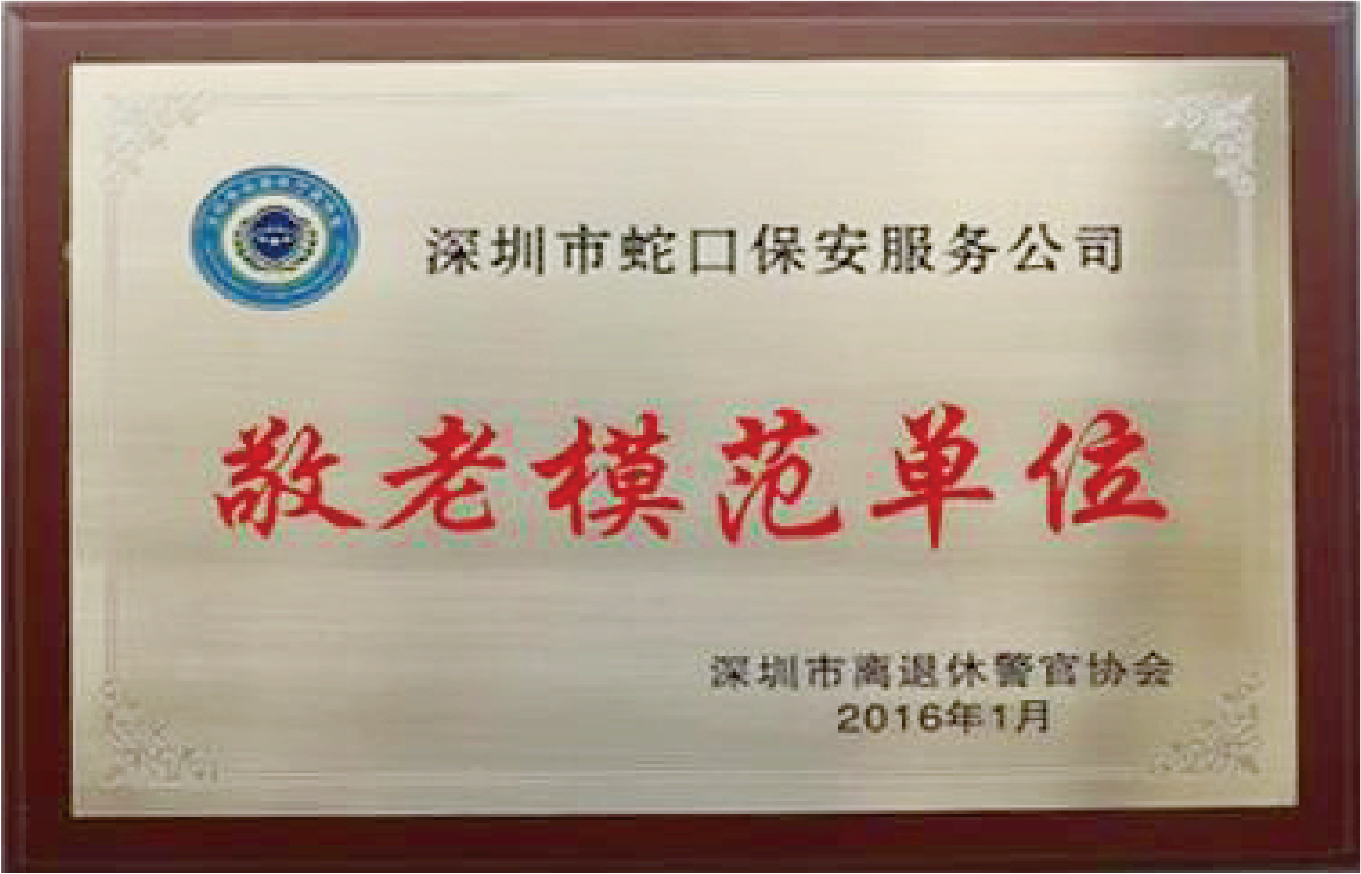 深圳市蛇口保安服务公司
敬老模范单位
深圳市离退休警官协会
2016年1月